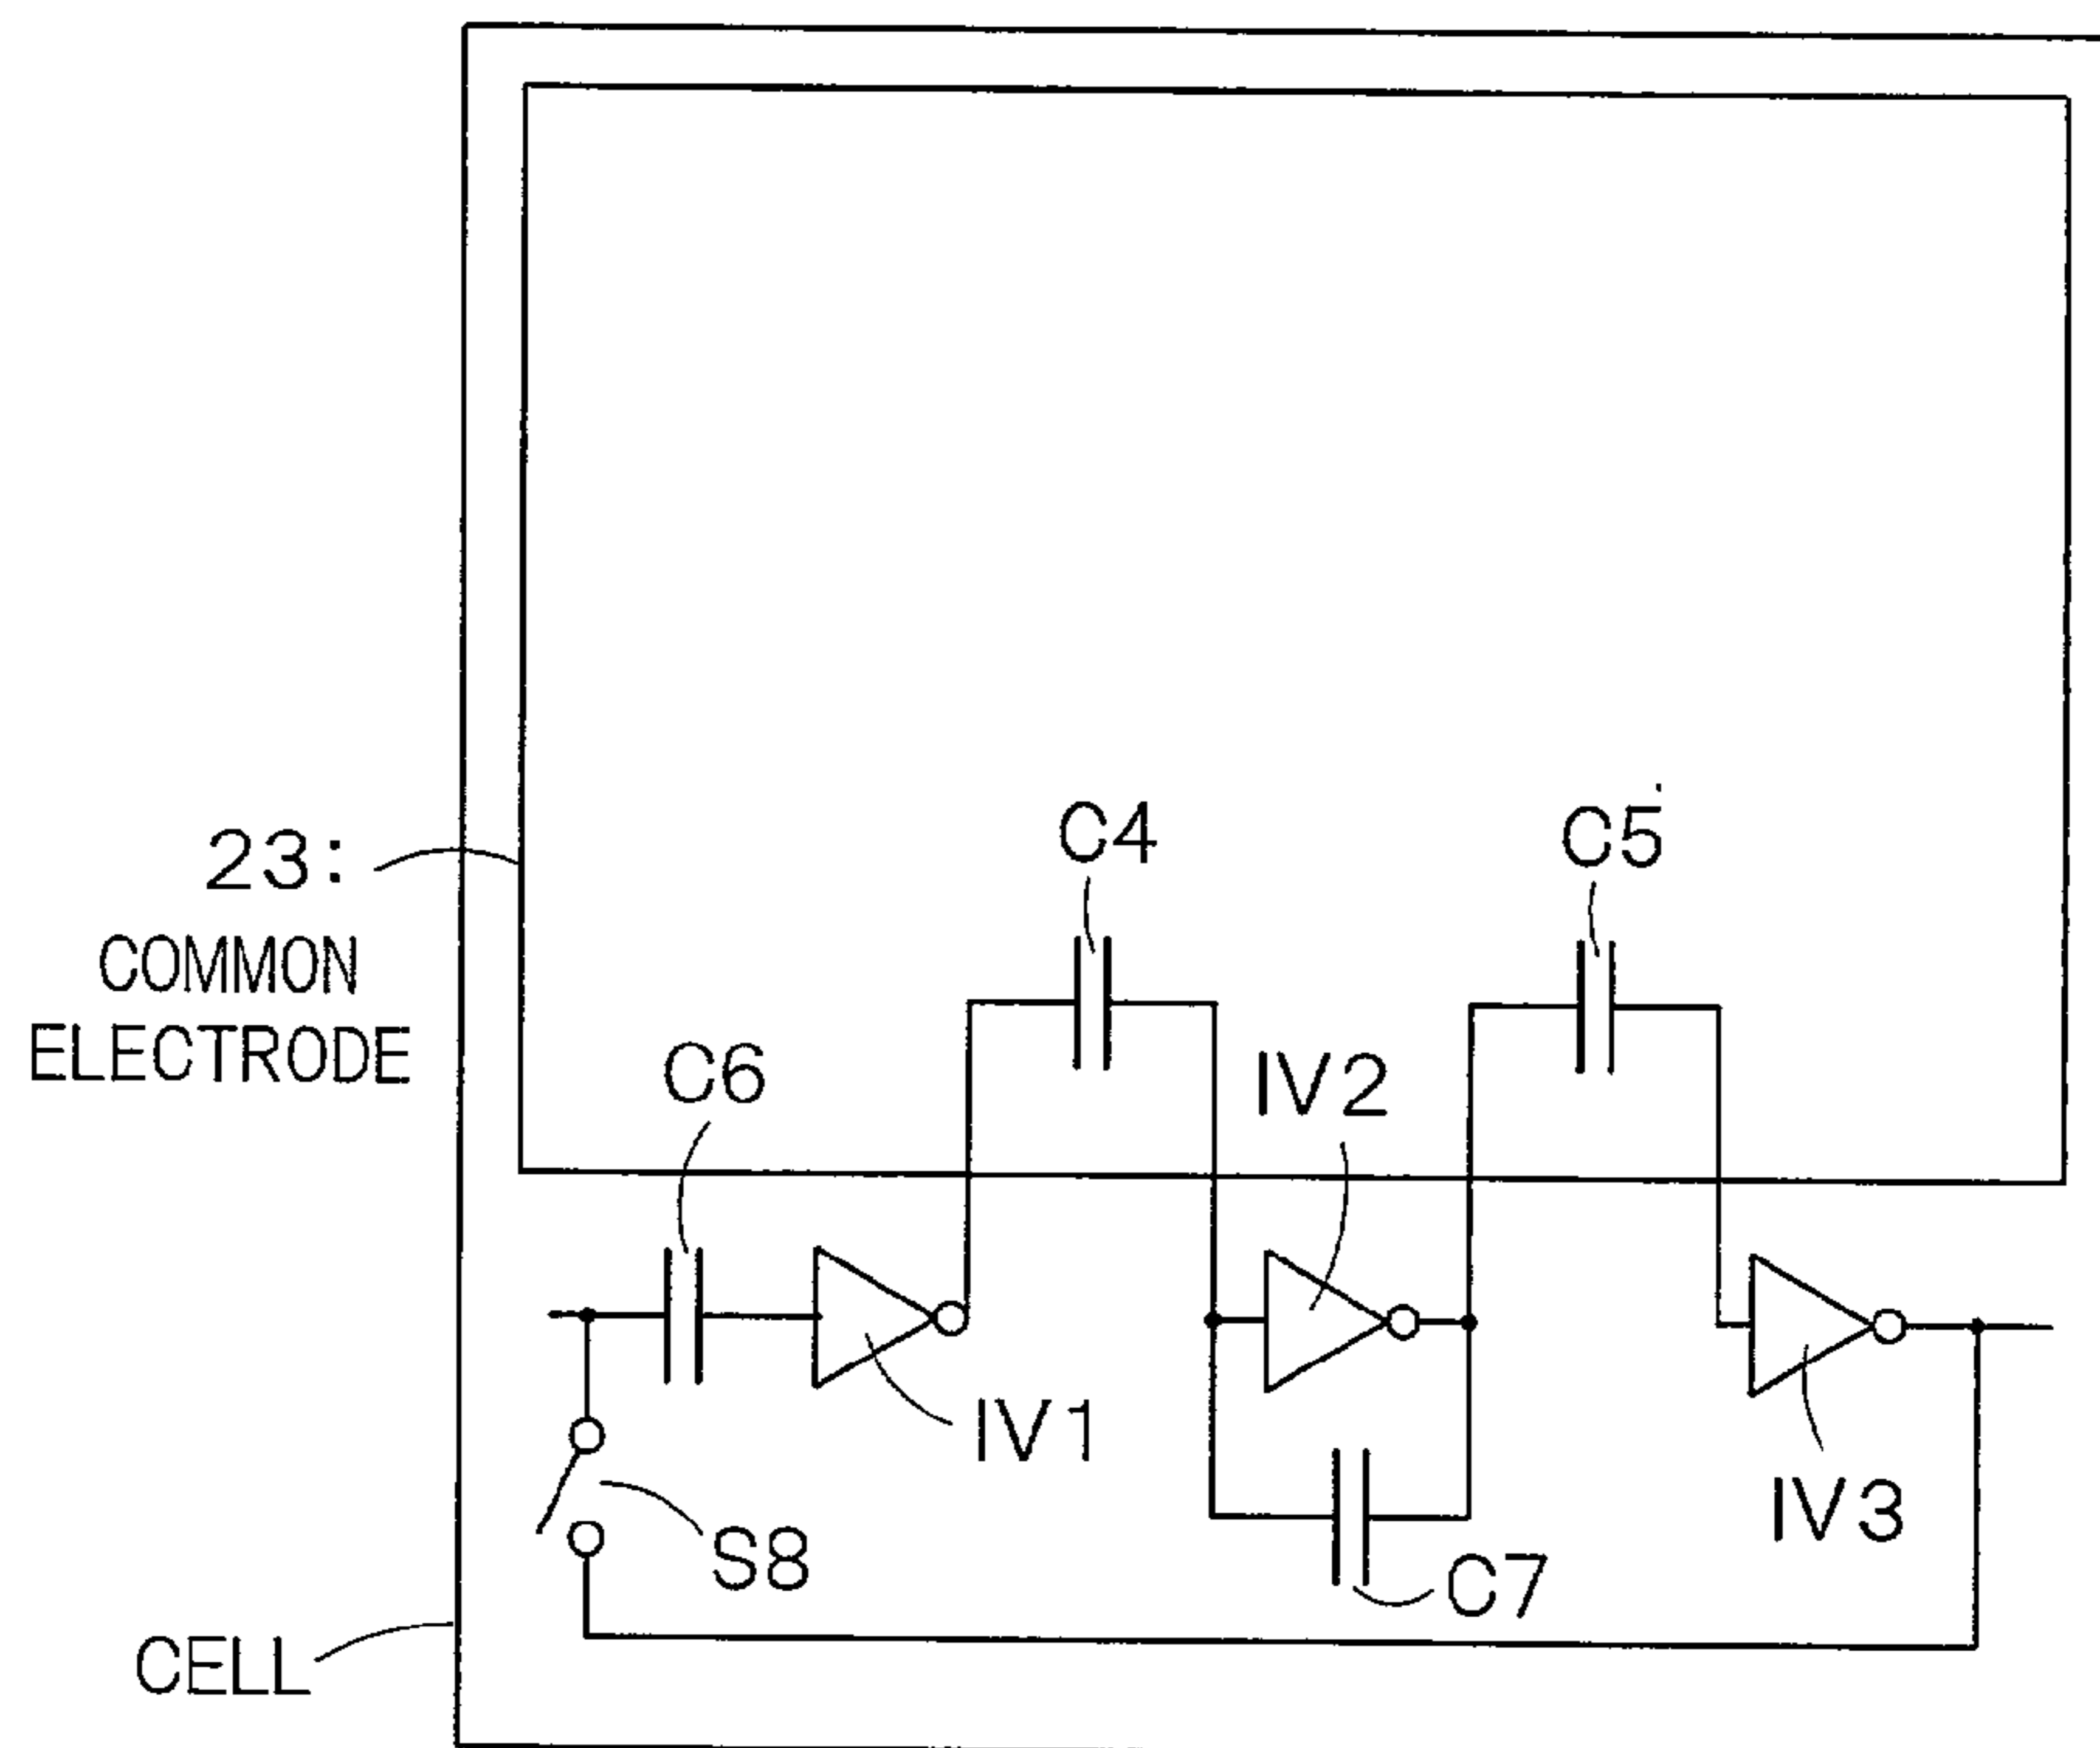 C4
C5
23:
COMMON
ELECTRODE
C6
IV2
IV1
IV3
S8
C7
CELL